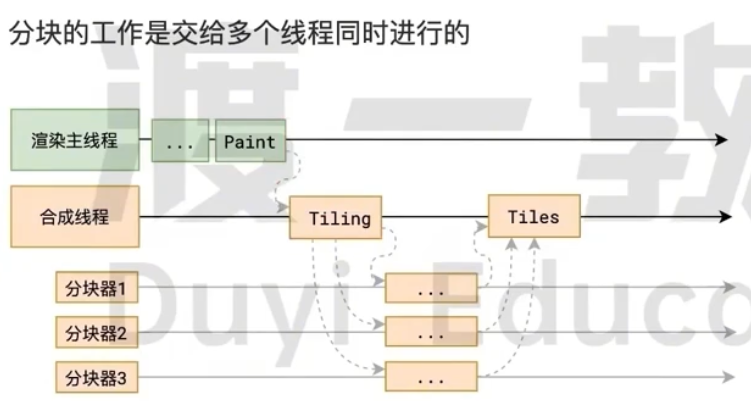 分块的工作是交给多个线程同时进行的
渲染主线程 ... Paint
合成线程 Tiling Tiles
分块器1 ...
分块器2 ...
分块器3 ...
渡一教
Duyi Educo